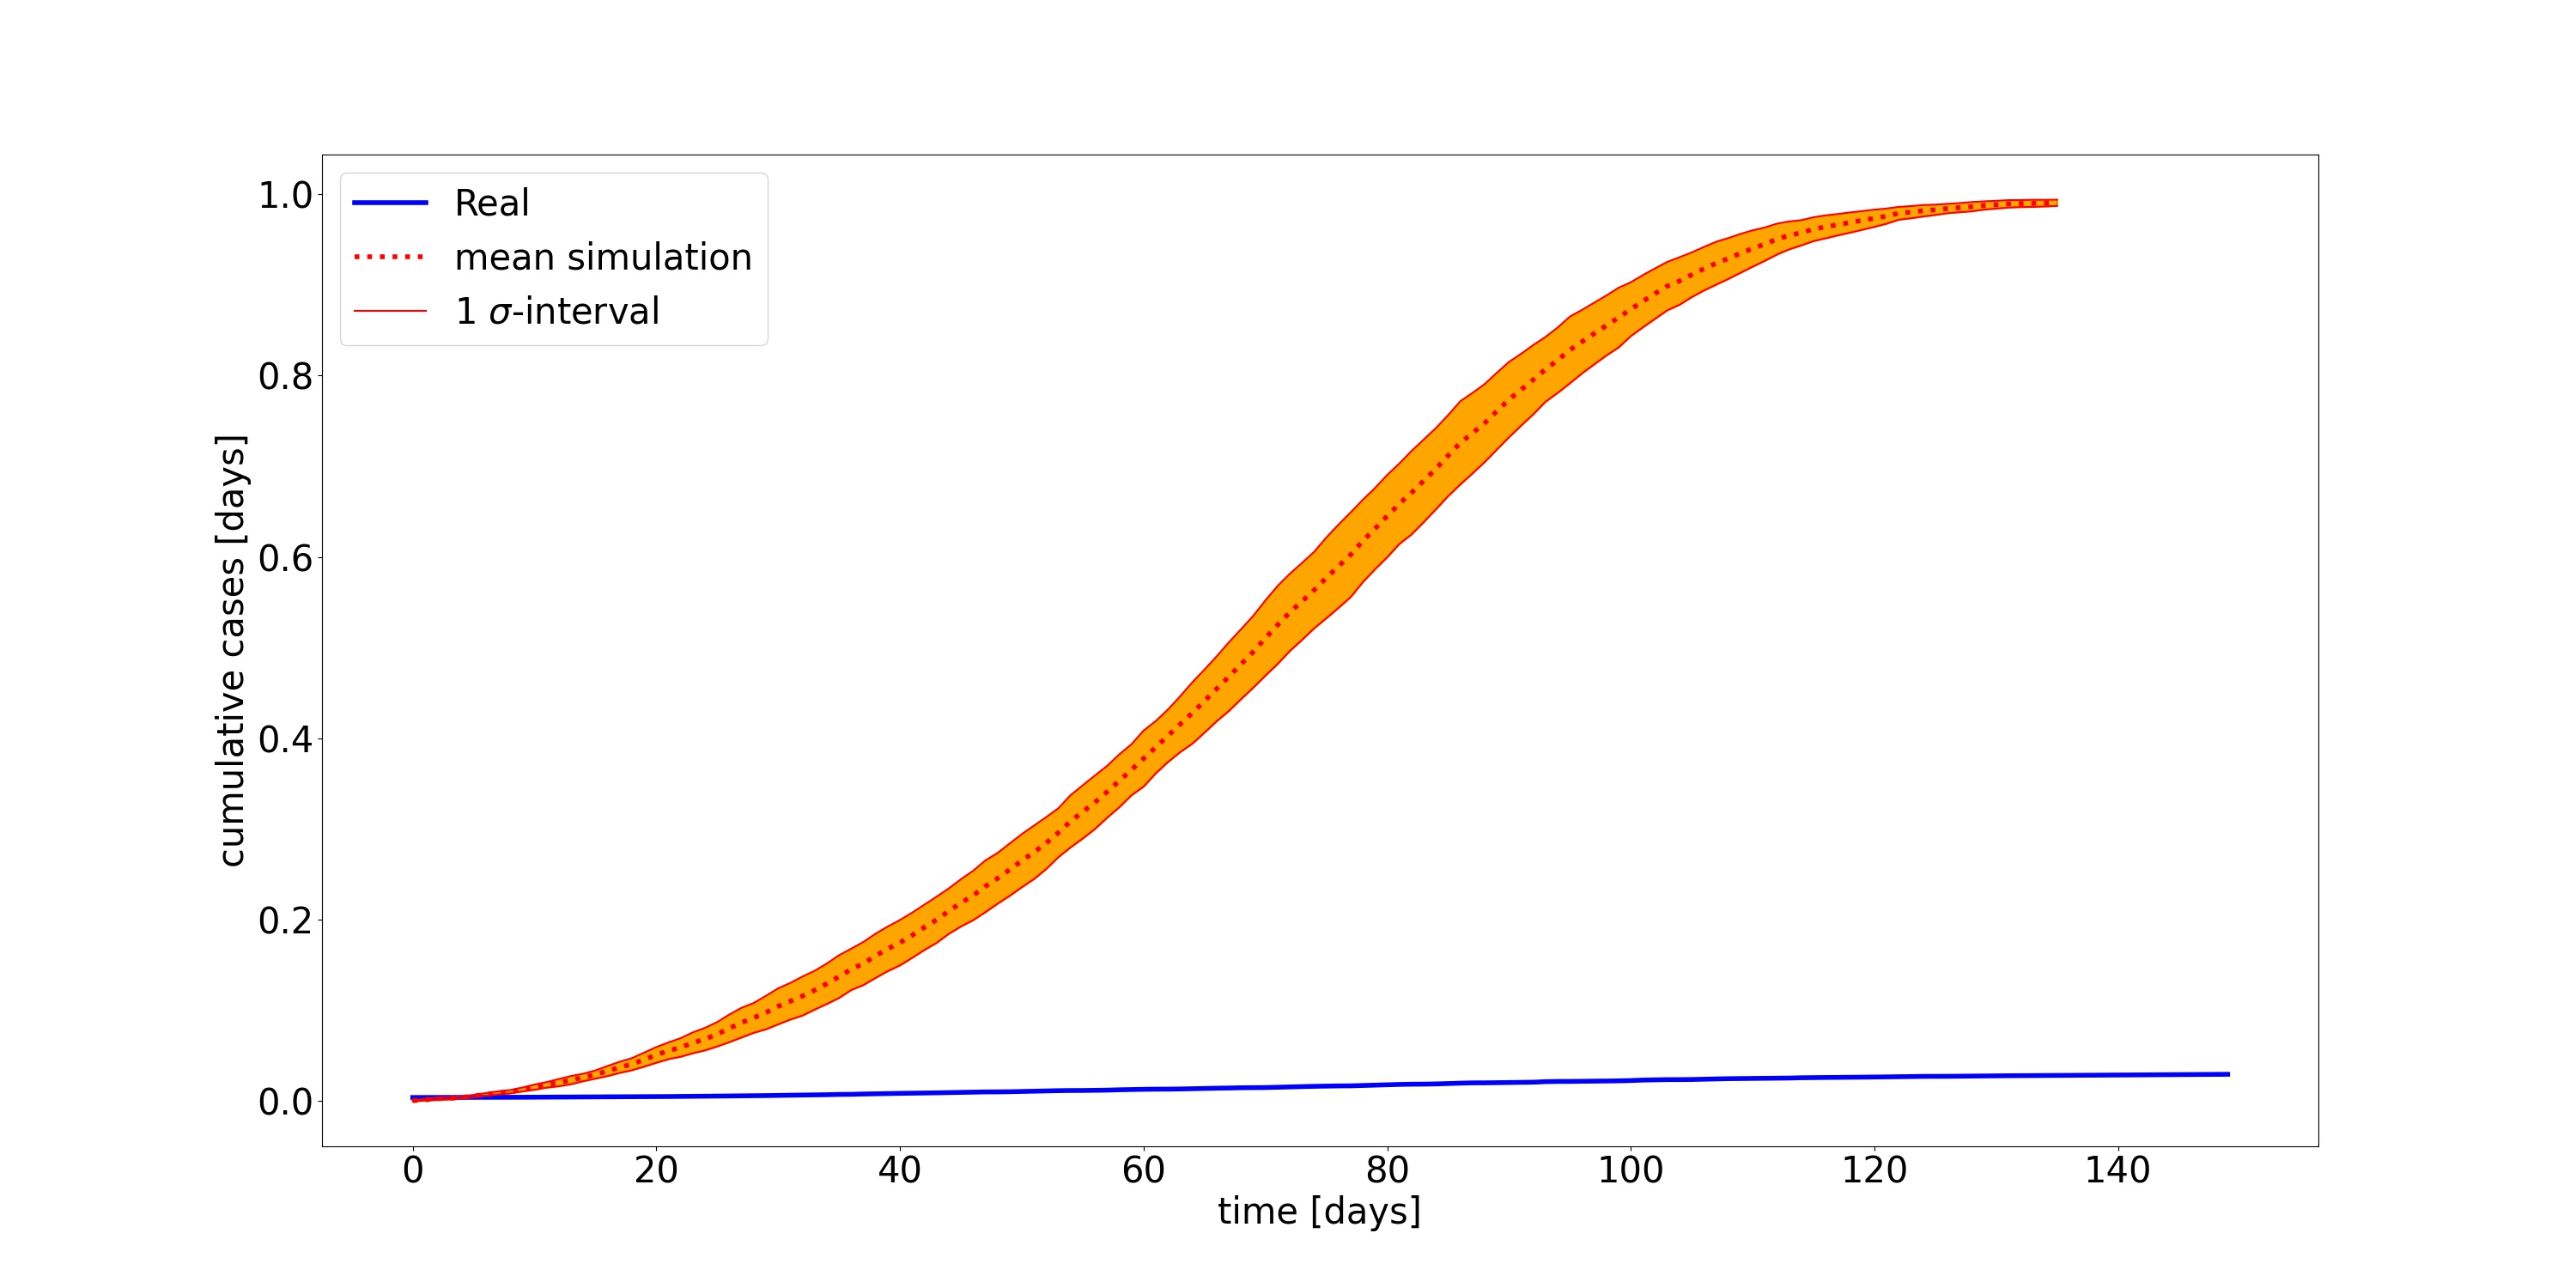 Real
mean simulation
1 σ-interval
1.0
0.8
0.6
0.4
0.2
0.0
cumulative cases [days]
0 20 40 60 80 100 120 140
time [days]